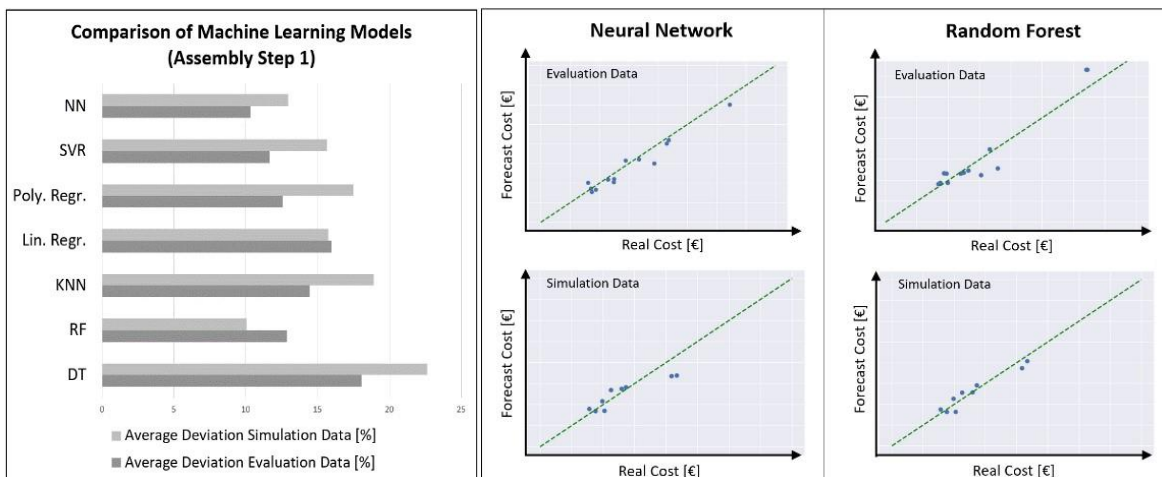 Comparison of Machine Learning Models
(Assembly Step 1)
NN
SVR
Poly. Regr.
Lin. Regr.
KNN
RF
DT
0 5 10 15 20 25
Average Deviation Simulation Data [%]
Average Deviation Evaluation Data [%]
Neural Network
Evaluation Data
Forecast Cost [€]
Real Cost [€]
Simulation Data
Forecast Cost [€]
Real Cost [€]
Random Forest
Evaluation Data
Forecast Cost [€]
Real Cost [€]
Simulation Data
Forecast Cost [€]
Real Cost [€]